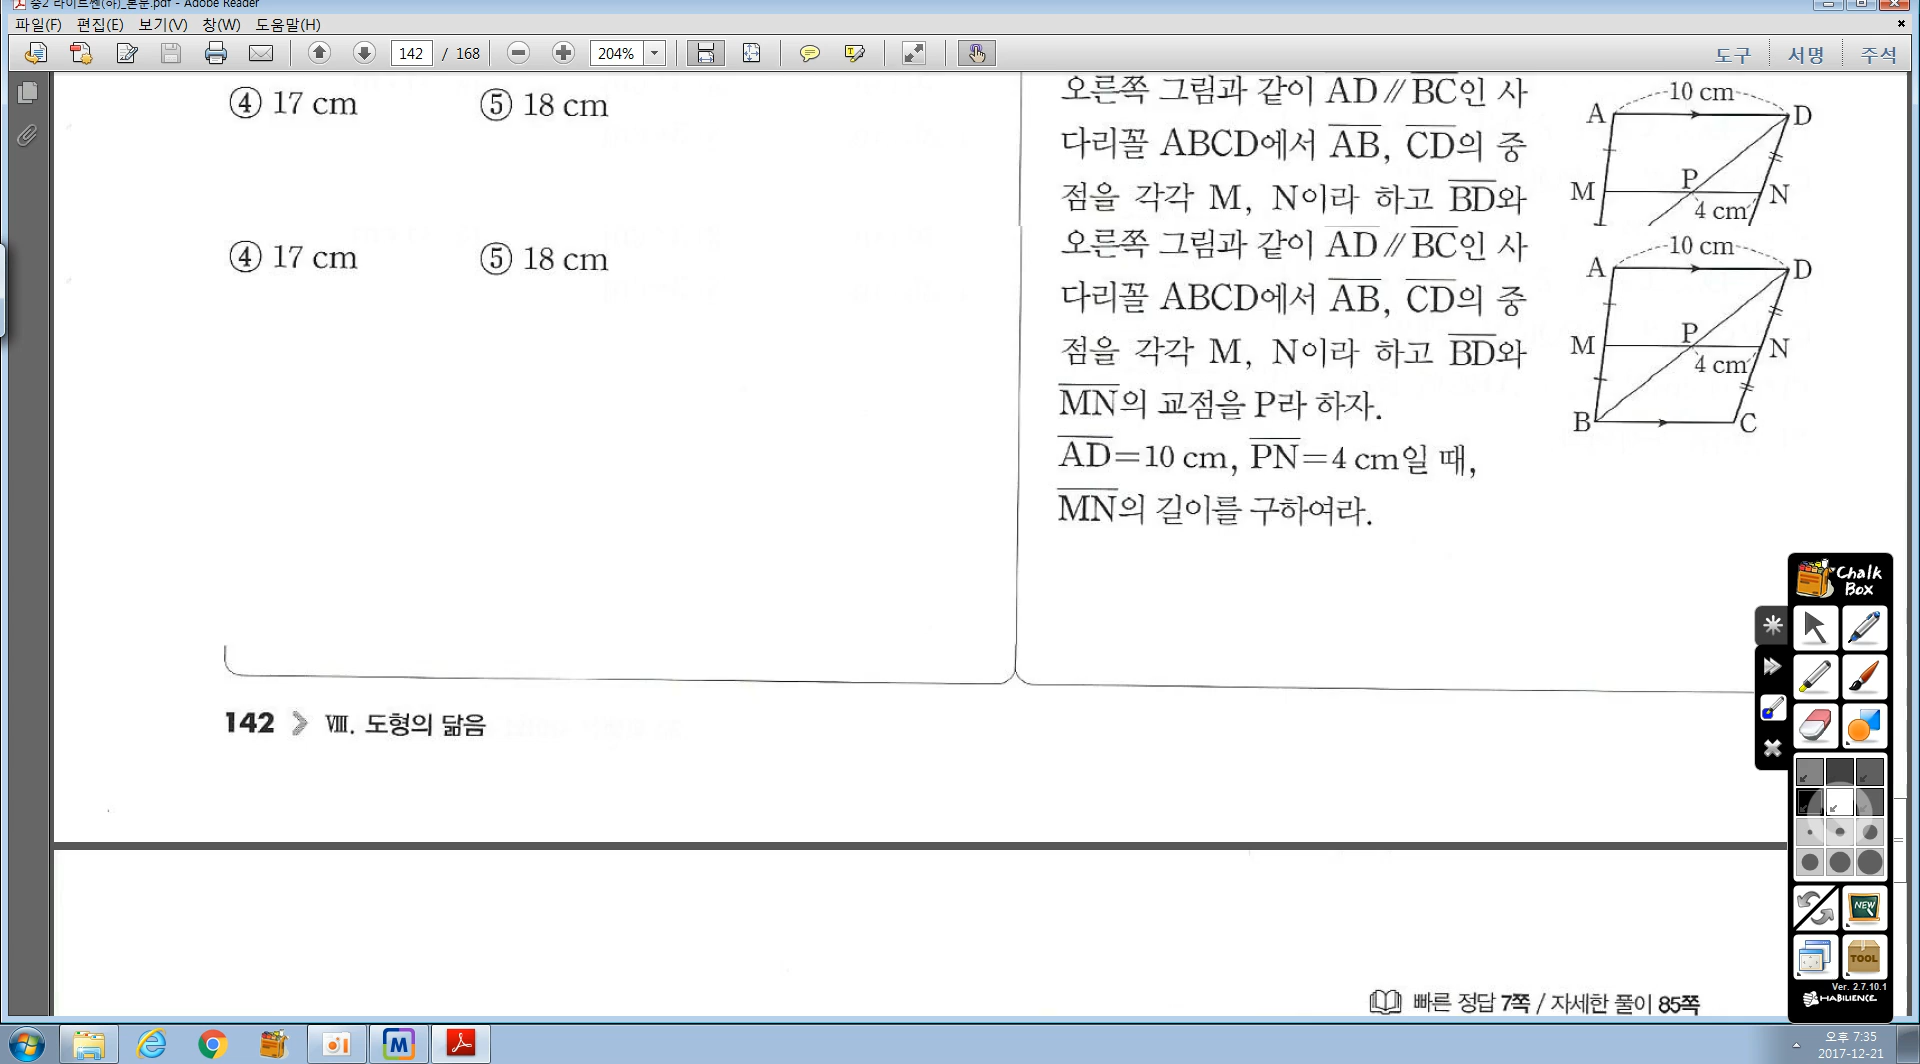 중2 라이트쎈(하)_본문.pdf - Adobe Reader
파일(F) 편집(E) 보기(V) 창(W) 도움말(H)
142 / 168 204% 도구 서명 주석
④ 17 cm ⑤ 18 cm
④ 17 cm ⑤ 18 cm
오른쪽 그림과 같이 AD∥BC인 사
다리꼴 ABCD에서 AB, CD의 중
점을 각각 M, N이라 하고 BD와
오른쪽 그림과 같이 AD∥BC인 사
다리꼴 ABCD에서 AB, CD의 중
점을 각각 M, N이라 하고 BD와
MN의 교점을 P라 하자.
AD=10 cm, PN=4 cm일 때,
MN의 길이를 구하여라.
10 cm
A D
P
M N
4 cm
10 cm
A D
P
M N
4 cm
B C
142 Ⅷ. 도형의 닮음
빠른 정답 7쪽 / 자세한 풀이 85쪽
Chalk
Box
NEW
TOOL
Ver. 2.7.10.1
HABILIENCE
오후 7:35
2017-12-21